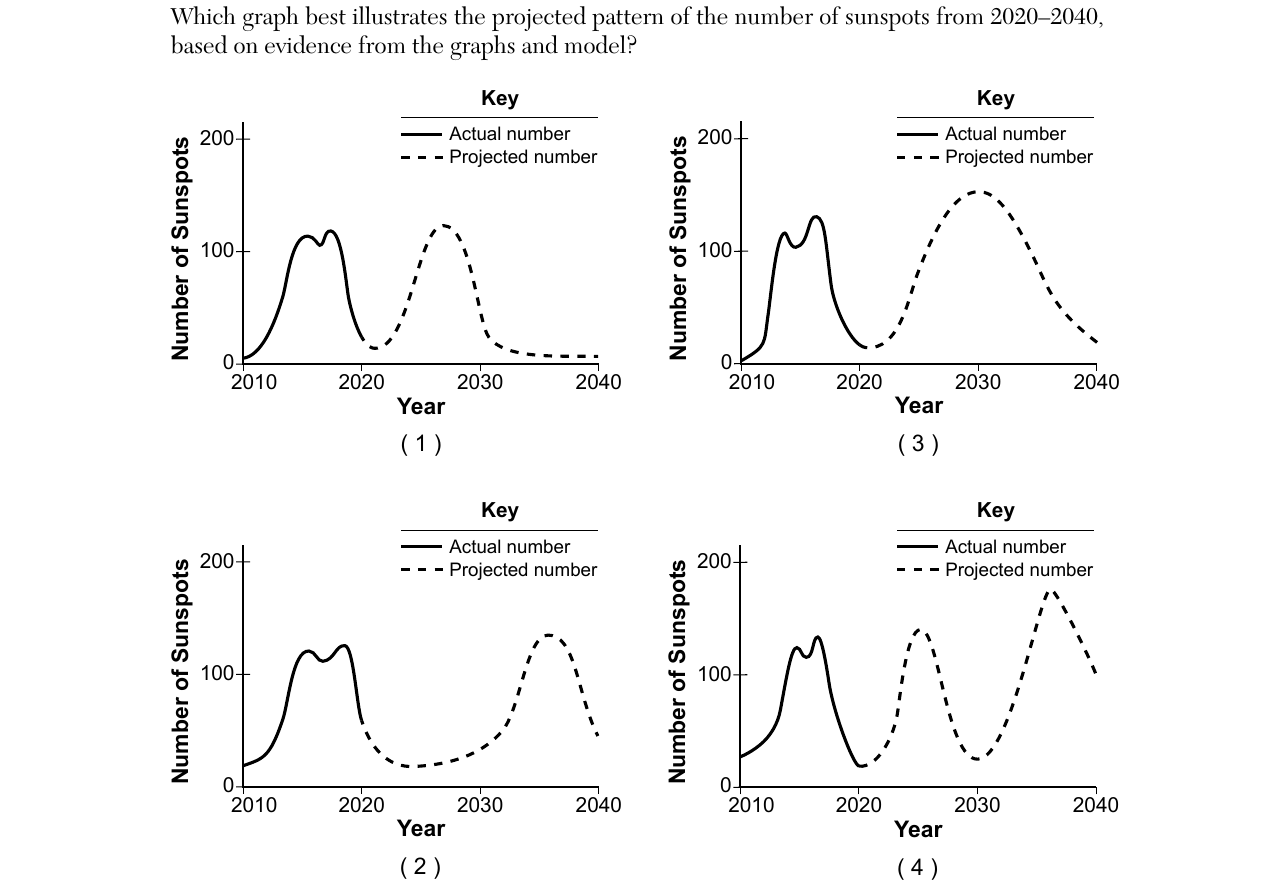 Which graph best illustrates the projected pattern of the number of sunspots from 2020–2040,
based on evidence from the graphs and model?
Key
Actual number
Projected number
Number of Sunspots
200
100
0
2010 2020 2030 2040
Year
( 1 )
Key
Actual number
Projected number
Number of Sunspots
200
100
0
2010 2020 2030 2040
Year
( 3 )
Key
Actual number
Projected number
Number of Sunspots
200
100
0
2010 2020 2030 2040
Year
( 2 )
Key
Actual number
Projected number
Number of Sunspots
200
100
0
2010 2020 2030 2040
Year
( 4 )